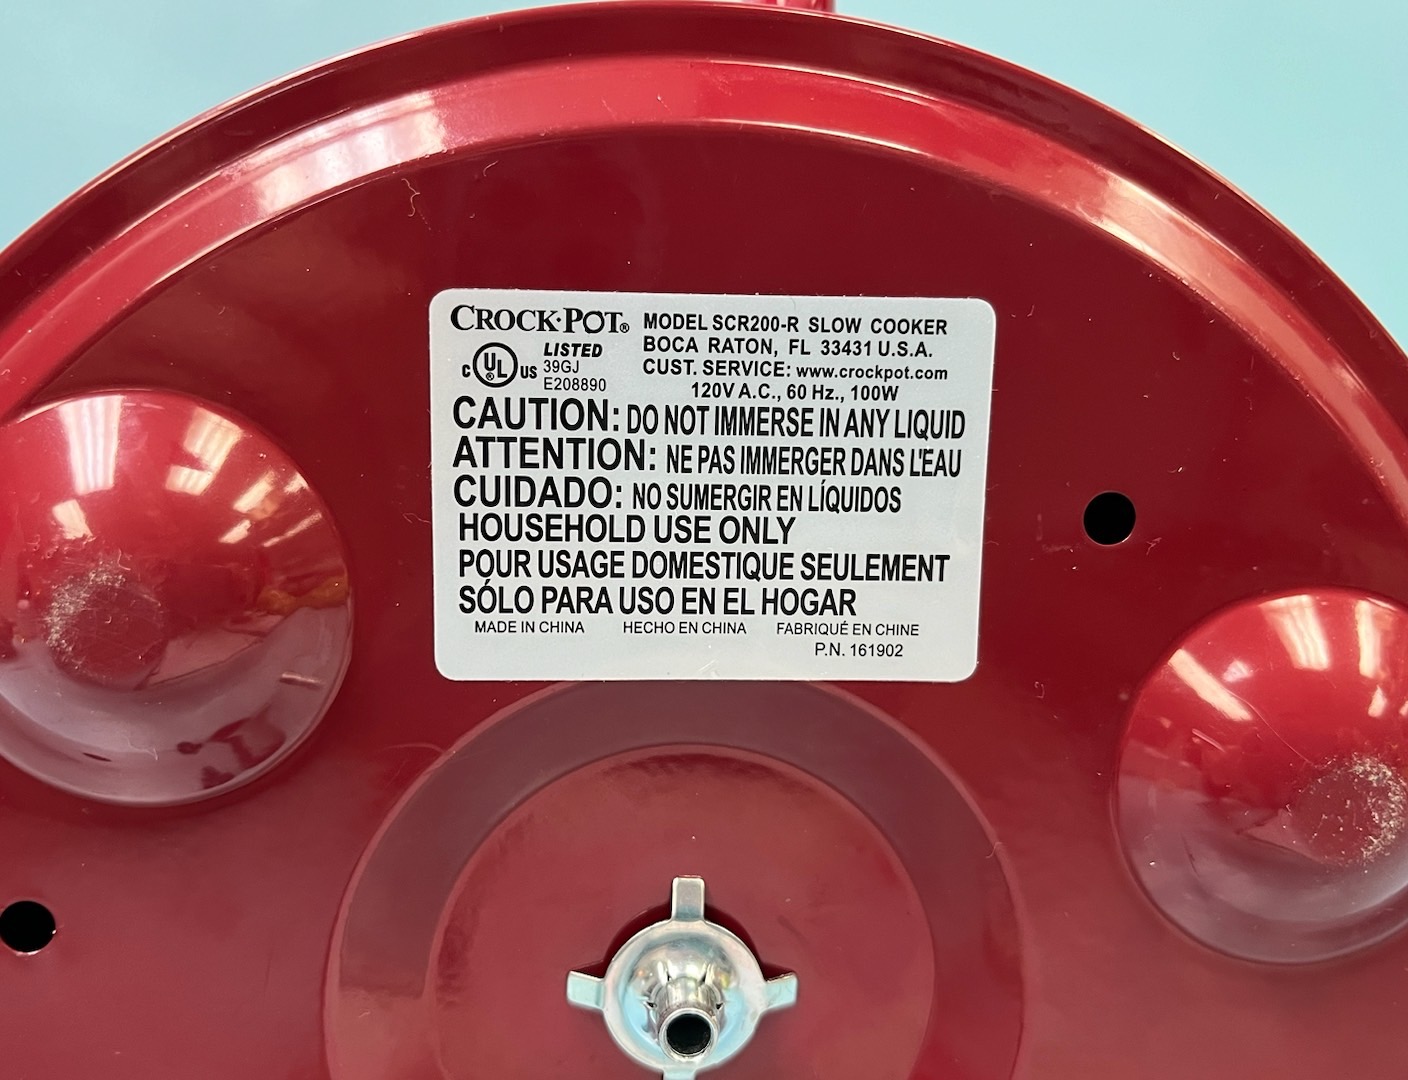 CROCK·POT® MODEL SCR200-R SLOW COOKER
BOCA RATON, FL 33431 U.S.A.
C UL® US LISTED 39GJ E208890
CUST. SERVICE: www.crockpot.com
120V A.C., 60 Hz., 100W
CAUTION: DO NOT IMMERSE IN ANY LIQUID
ATTENTION: NE PAS IMMERGER DANS L'EAU
CUIDADO: NO SUMERGIR EN LÍQUIDOS
HOUSEHOLD USE ONLY
POUR USAGE DOMESTIQUE SEULEMENT
SÓLO PARA USO EN EL HOGAR
MADE IN CHINA HECHO EN CHINA FABRIQUÉ EN CHINE
P.N. 161902